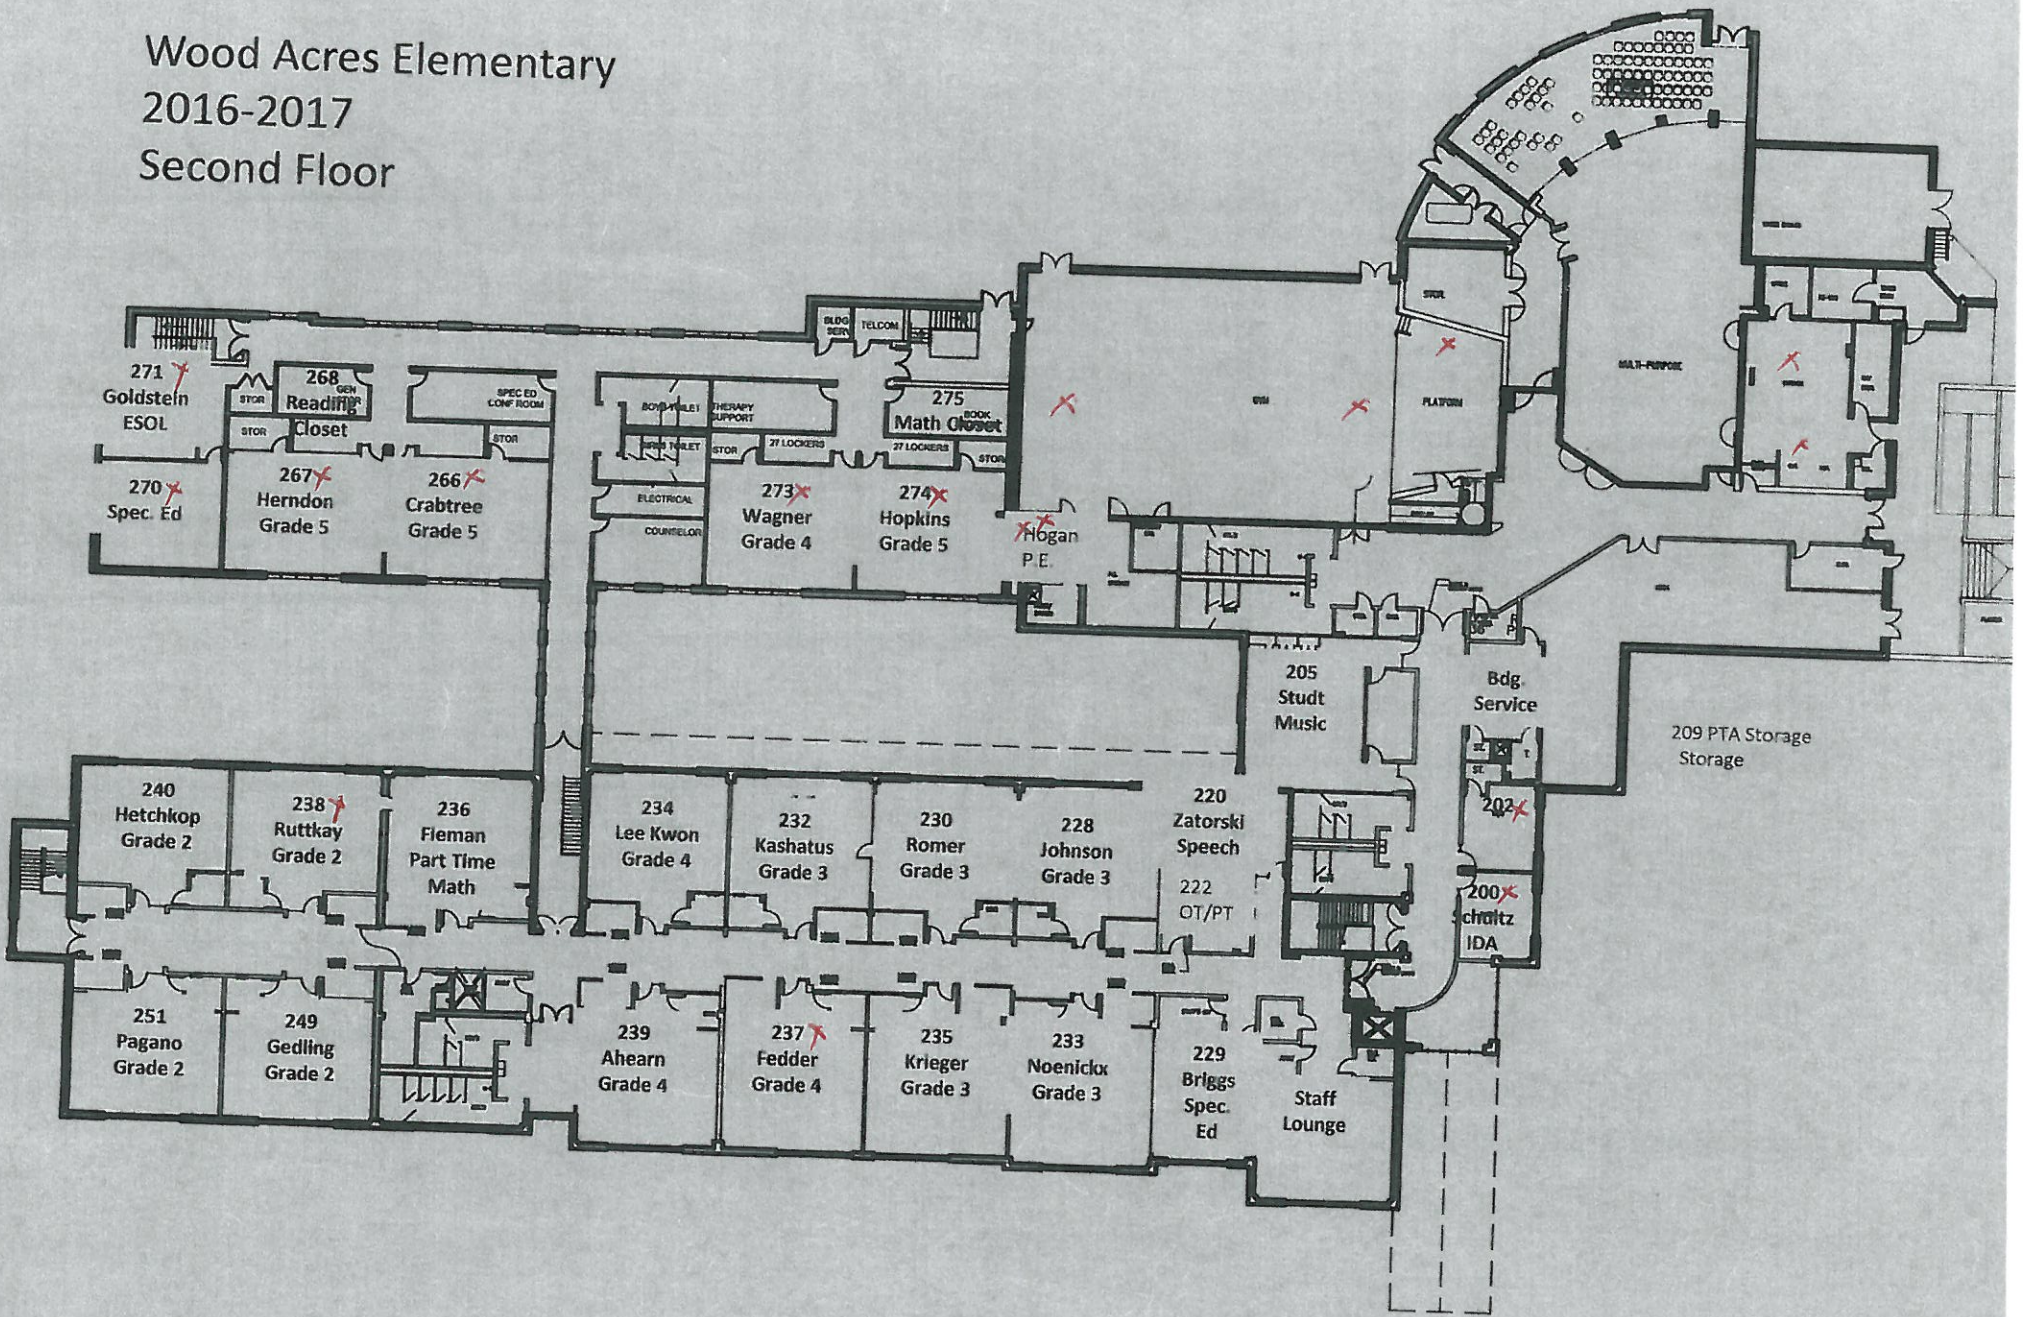 Wood Acres Elementary
2016-2017
Second Floor
BLDG
SERV
TELCOM
271
Goldstein
ESOL
STOR
268
Reading
Closet
GEN
STOR
SPEC ED
CONF ROOM
STOR
STOR
BOYS TOILET
THERAPY
SUPPORT
GIRLS TOILET
STOR
27 LOCKERS
275
BOOK
Math Closet
27 LOCKERS
STOR
GYM
STOR.
PLATFORM
MULTI-PURPOSE
270
Spec. Ed
267
Herndon
Grade 5
266
Crabtree
Grade 5
ELECTRICAL
COUNSELOR
273
Wagner
Grade 4
274
Hopkins
Grade 5
Hogan
P.E.
205
Studt
Music
Bdg.
Service
ST.
T
ST.
209 PTA Storage
Storage
240
Hetchkop
Grade 2
238
Ruttkay
Grade 2
236
Fleman
Part Time
Math
234
Lee Kwon
Grade 4
232
Kashatus
Grade 3
230
Romer
Grade 3
228
Johnson
Grade 3
220
Zatorski
Speech
222
OT/PT
202
200
Schultz
IDA
251
Pagano
Grade 2
249
Gedling
Grade 2
239
Ahearn
Grade 4
237
Fedder
Grade 4
235
Krieger
Grade 3
233
Noenickx
Grade 3
229
Briggs
Spec.
Ed
Staff
Lounge